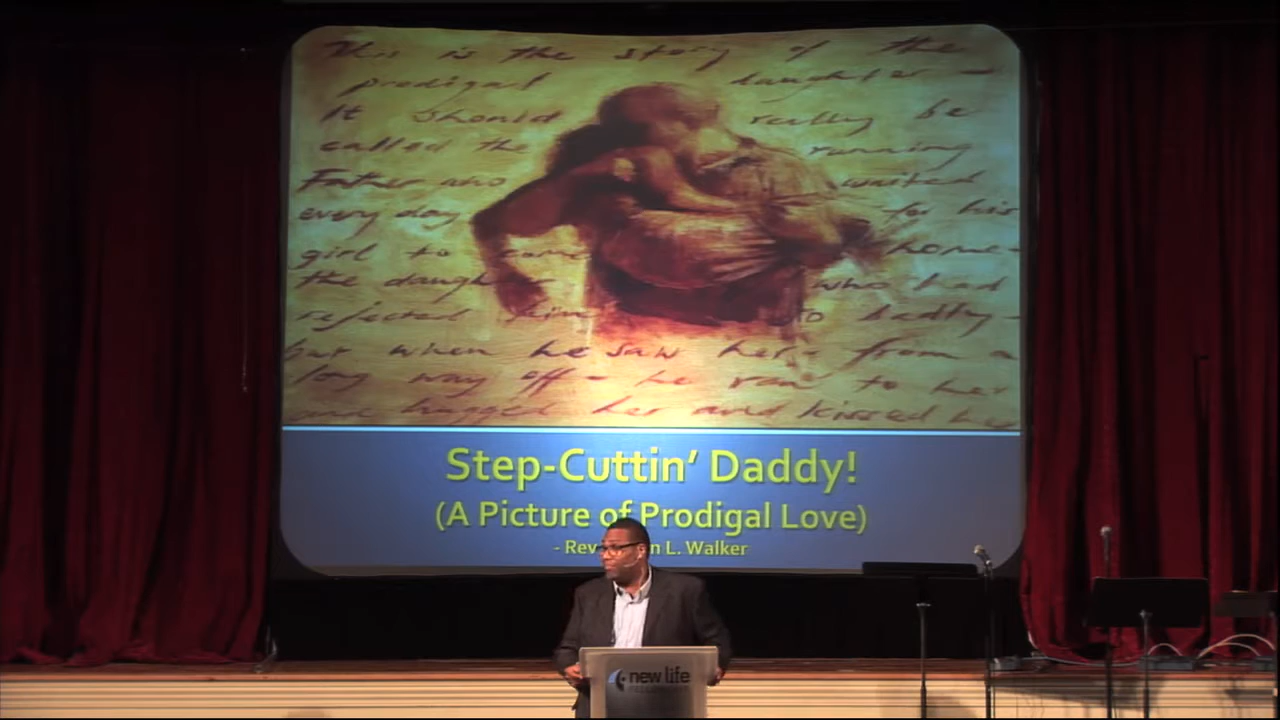 This is the story of the
prodigal daughter -
It should really be
called the running
Father who waited
every day for his
girl to come home -
the daughter who had
rejected him so badly -
but when he saw her - from a
long way off - he ran to her
and hugged her and kissed her
Step-Cuttin' Daddy!
(A Picture of Prodigal Love)
- Rev n L. Walker
new life